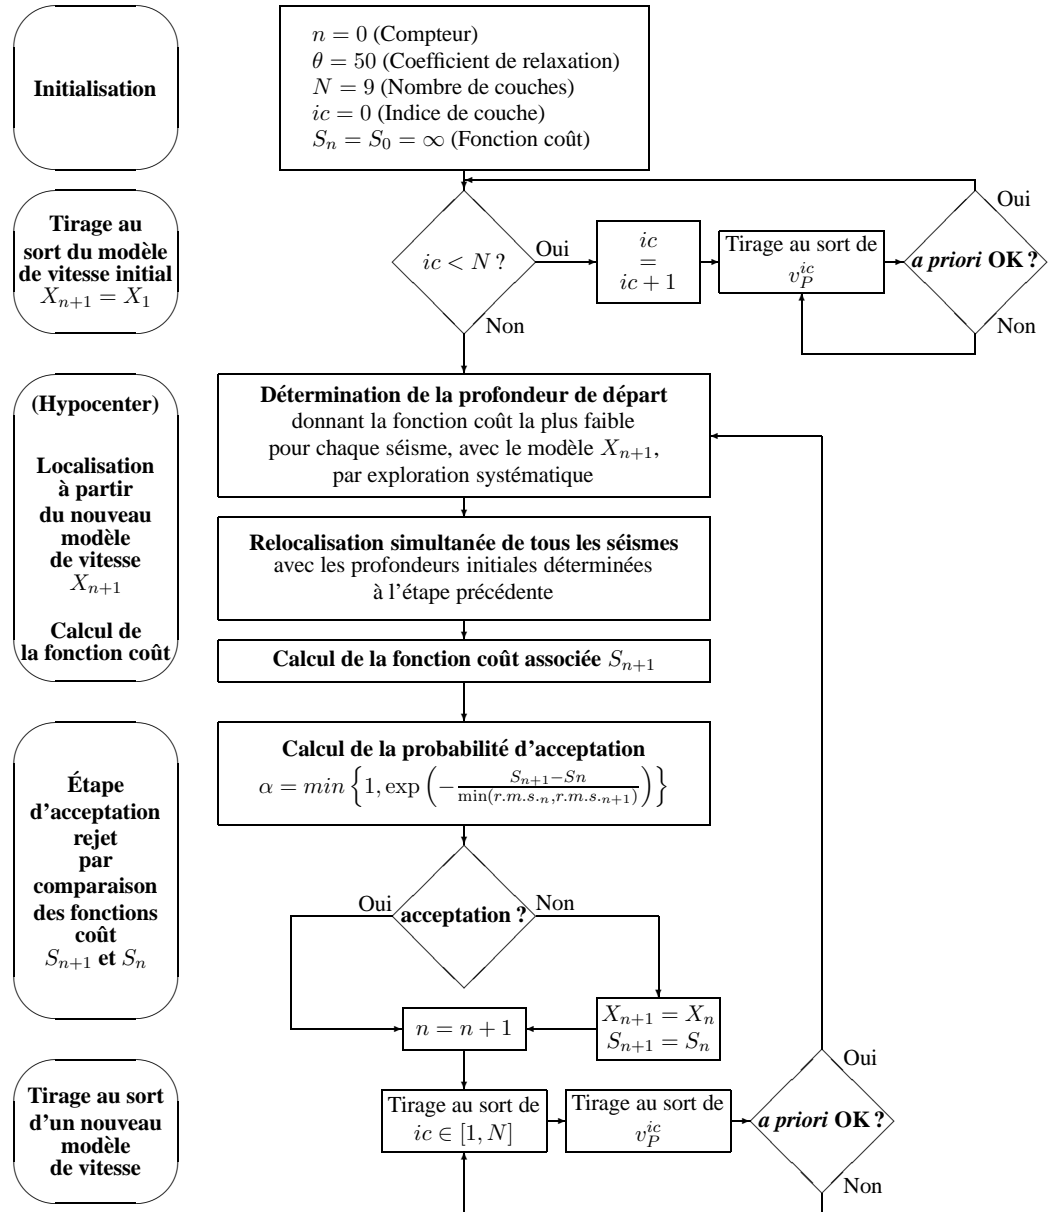 Initialisation
n = 0 (Compteur)
θ = 50 (Coefficient de relaxation)
N = 9 (Nombre de couches)
ic = 0 (Indice de couche)
S_n = S_0 = ∞ (Fonction coût)
Tirage au
sort du modèle
de vitesse initial
X_{n+1} = X_1
ic < N ?
Oui
Non
ic
=
ic + 1
Tirage au sort de
v_P^{ic}
a priori OK ?
Oui
Non
(Hypocenter)
Localisation
à partir
du nouveau
modèle
de vitesse
X_{n+1}
Calcul de
la fonction coût
Détermination de la profondeur de départ
donnant la fonction coût la plus faible
pour chaque séisme, avec le modèle X_{n+1},
par exploration systématique
Relocalisation simultanée de tous les séismes
avec les profondeurs initiales déterminées
à l'étape précédente
Calcul de la fonction coût associée S_{n+1}
Étape
d'acceptation
rejet
par
comparaison
des fonctions
coût
S_{n+1} et S_n
Calcul de la probabilité d'acceptation
α = min { 1, exp ( − (S_{n+1} − Sn) / min(r.m.s._n, r.m.s._{n+1}) ) }
acceptation ?
Oui
Non
X_{n+1} = X_n
S_{n+1} = S_n
n = n + 1
Tirage au sort
d'un nouveau
modèle
de vitesse
Tirage au sort de
ic ∈ [1, N]
Tirage au sort de
v_P^{ic}
a priori OK ?
Oui
Non